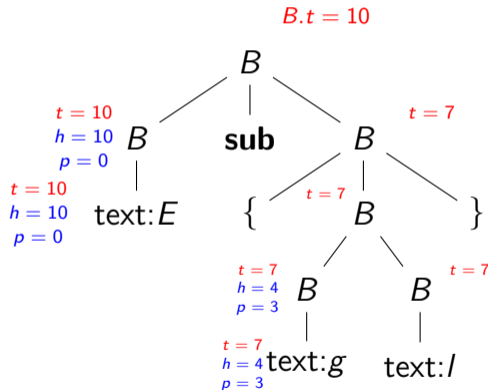 B.t = 10
B
t = 10
h = 10
p = 0
B
sub
B
t = 7
t = 10
h = 10
p = 0
text:E
{
t = 7
B
}
t = 7
h = 4
p = 3
B
B
t = 7
t = 7
h = 4
p = 3
text:g
text:l